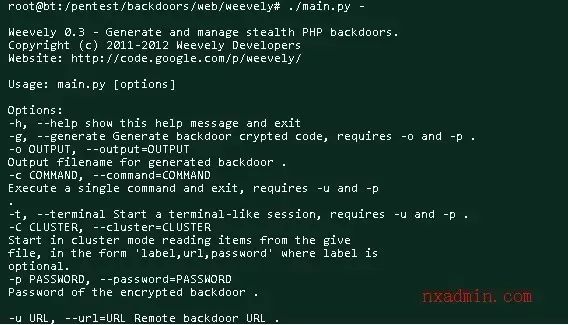 root@bt:/pentest/backdoors/web/weevely# ./main.py -
Weevely 0.3 - Generate and manage stealth PHP backdoors.
Copyright (c) 2011-2012 Weevely Developers
Website: http://code.google.com/p/weevely/
Usage: main.py [options]
Options:
-h, --help show this help message and exit
-g, --generate Generate backdoor crypted code, requires -o and -p .
-o OUTPUT, --output=OUTPUT
Output filename for generated backdoor .
-c COMMAND, --command=COMMAND
Execute a single command and exit, requires -u and -p
.
-t, --terminal Start a terminal-like session, requires -u and -p .
-C CLUSTER, --cluster=CLUSTER
Start in cluster mode reading items from the give
file, in the form 'label,url,password' where label is
optional.
-p PASSWORD, --password=PASSWORD
Password of the encrypted backdoor .
nxadmin.com
-u URL, --url=URL Remote backdoor URL .